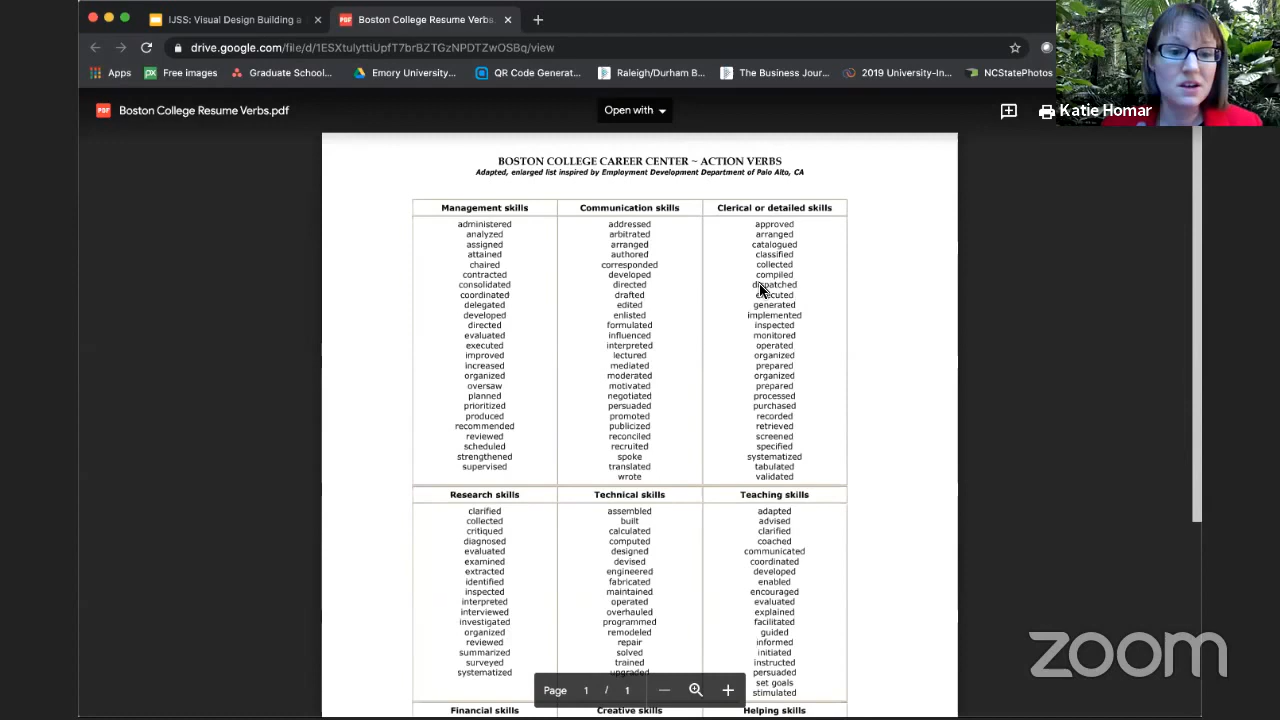 IJSS: Visual Design Building a
Boston College Resume Verbs.
drive.google.com/file/d/1ESXtulyttiUpfT7brBZTGzNPDTZwOSBq/view
Apps
Free images
Graduate School...
Emory University...
QR Code Generat...
Raleigh/Durham B...
The Business Jour...
2019 University-In...
NCStatePhotos
Boston College Resume Verbs.pdf
Open with
Katie Homar
BOSTON COLLEGE CAREER CENTER ~ ACTION VERBS
Adapted, enlarged list inspired by Employment Development Department of Palo Alto, CA
Management skills
administered
analyzed
assigned
attained
chaired
contracted
consolidated
coordinated
delegated
developed
directed
evaluated
executed
improved
increased
organized
oversaw
planned
prioritized
produced
recommended
reviewed
scheduled
strengthened
supervised
Communication skills
addressed
arbitrated
arranged
authored
corresponded
developed
directed
drafted
edited
enlisted
formulated
influenced
interpreted
lectured
mediated
moderated
motivated
negotiated
persuaded
promoted
publicized
reconciled
recruited
spoke
translated
wrote
Clerical or detailed skills
approved
arranged
catalogued
classified
collected
compiled
dispatched
executed
generated
implemented
inspected
monitored
operated
organized
prepared
organized
prepared
processed
purchased
recorded
retrieved
screened
specified
systematized
tabulated
validated
Research skills
clarified
collected
critiqued
diagnosed
evaluated
examined
extracted
identified
inspected
interpreted
interviewed
investigated
organized
reviewed
summarized
surveyed
systematized
Technical skills
assembled
built
calculated
computed
designed
devised
engineered
fabricated
maintained
operated
overhauled
programmed
remodeled
repair
solved
trained
upgraded
Teaching skills
adapted
advised
clarified
coached
communicated
coordinated
developed
enabled
encouraged
evaluated
explained
facilitated
guided
informed
initiated
instructed
persuaded
set goals
stimulated
Page 1 / 1
Financial skills
Creative skills
Helping skills
zoom